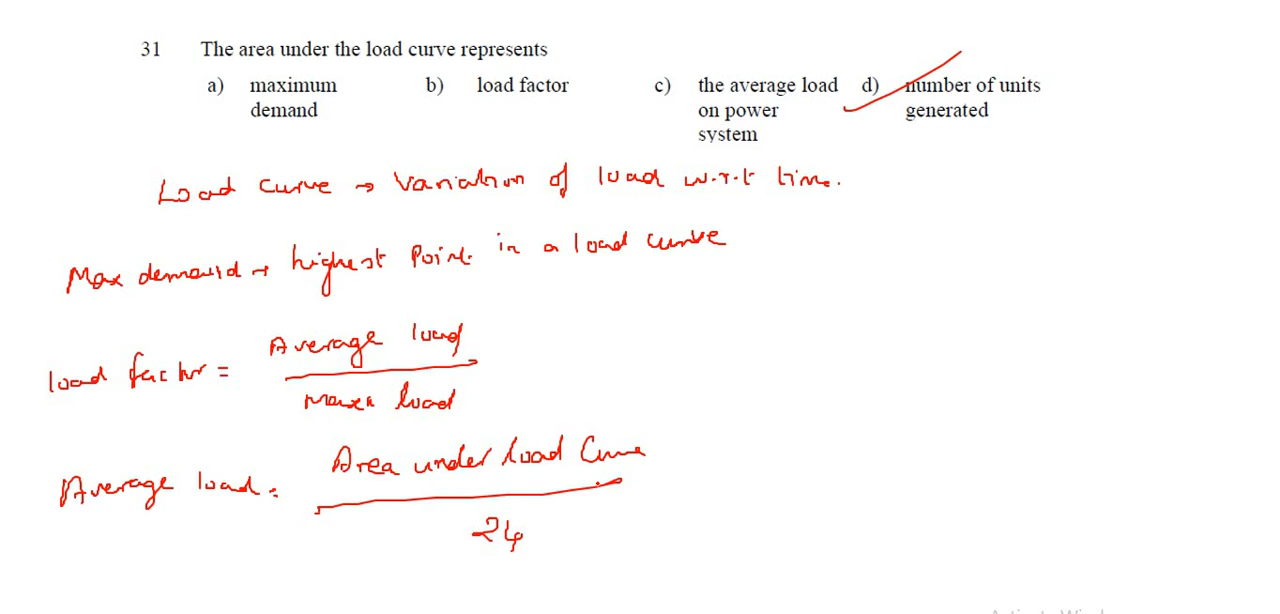 31 The area under the load curve represents
a) maximum demand b) load factor c) the average load on power system d) number of units generated
Load curve → Variation of load w.r.t time.
Max demand → highest Point in a load curve
load factor = Average load
load
Average load = Area under load Curve
24